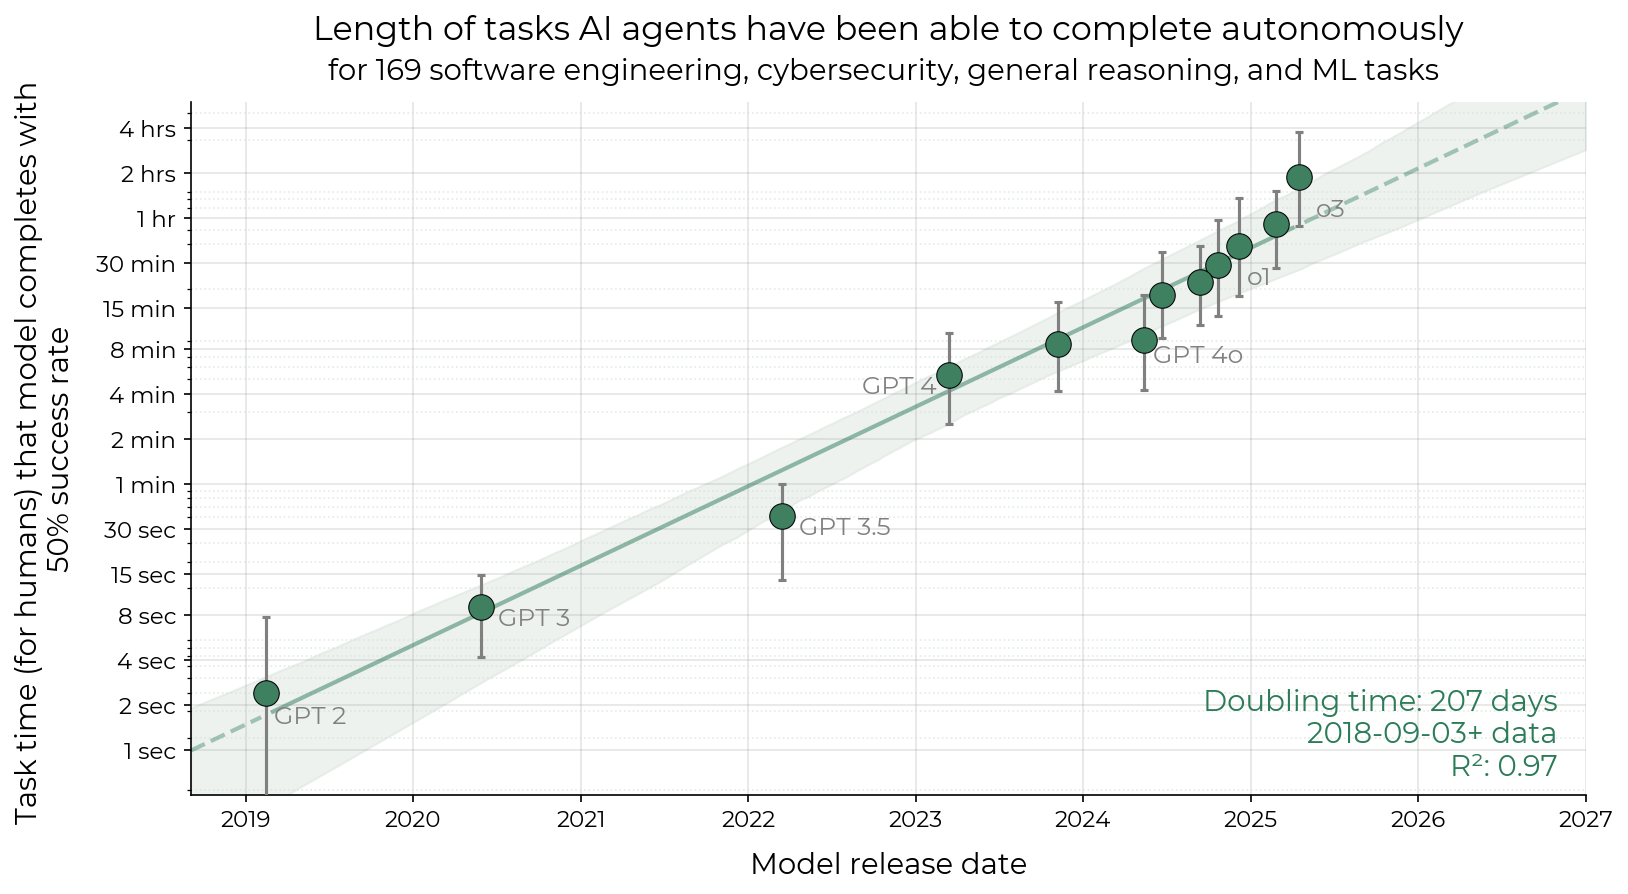 Length of tasks AI agents have been able to complete autonomously
for 169 software engineering, cybersecurity, general reasoning, and ML tasks
Task time (for humans) that model completes with
50% success rate
4 hrs
2 hrs
1 hr
30 min
15 min
8 min
4 min
2 min
1 min
30 sec
15 sec
8 sec
4 sec
2 sec
1 sec
GPT 2
GPT 3
GPT 3.5
GPT 4
GPT 4o
o1
o3
Doubling time: 207 days
2018-09-03+ data
R²: 0.97
2019
2020
2021
2022
2023
2024
2025
2026
2027
Model release date